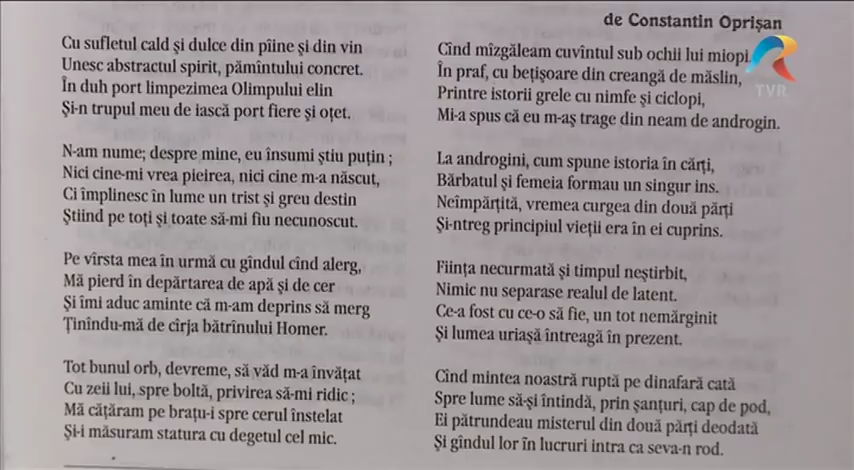 de Constantin Oprişan
Cu sufletul cald şi dulce din pîine şi din vin
Unesc abstractul spirit, pămîntului concret.
În duh port limpezimea Olimpului elin
Şi-n trupul meu de iască port fiere şi oţet.
N-am nume; despre mine, eu însumi ştiu puţin ;
Nici cine-mi vrea pieirea, nici cine m-a născut,
Ci împlinesc în lume un trist şi greu destin
Ştiind pe toţi şi toate să-mi fiu necunoscut.
Pe vîrsta mea în urmă cu gîndul cînd alerg,
Mă pierd în depărtarea de apă şi de cer
Şi îmi aduc aminte că m-am deprins să merg
Ţinîndu-mă de cîrja bătrînului Homer.
Tot bunul orb, devreme, să văd m-a învăţat
Cu zeii lui, spre boltă, privirea să-mi ridic ;
Mă căţăram pe braţu-i spre cerul înstelat
Şi-i măsuram statura cu degetul cel mic.
Cînd mîzgăleam cuvîntul sub ochii lui miopi
În praf, cu beţişoare din creangă de măslin,
Printre istorii grele cu nimfe şi ciclopi,
Mi-a spus că eu m-aş trage din neam de androgin.
La androgini, cum spune istoria în cărţi,
Bărbatul şi femeia formau un singur ins.
Neîmpărţită, vremea curgea din două părţi
Şi-ntreg principiul vieţii era în ei cuprins.
Fiinţa necurmată şi timpul neştirbit,
Nimic nu separase realul de latent.
Ce-a fost cu ce-o să fie, un tot nemărginit
Şi lumea uriaşă întreagă în prezent.
Cînd mintea noastră ruptă pe dinafară cată
Spre lume să-şi întindă, prin şanţuri, cap de pod,
Ei pătrundeau misterul din două părţi deodată
Şi gîndul lor în lucruri intra ca seva-n rod.
TVR